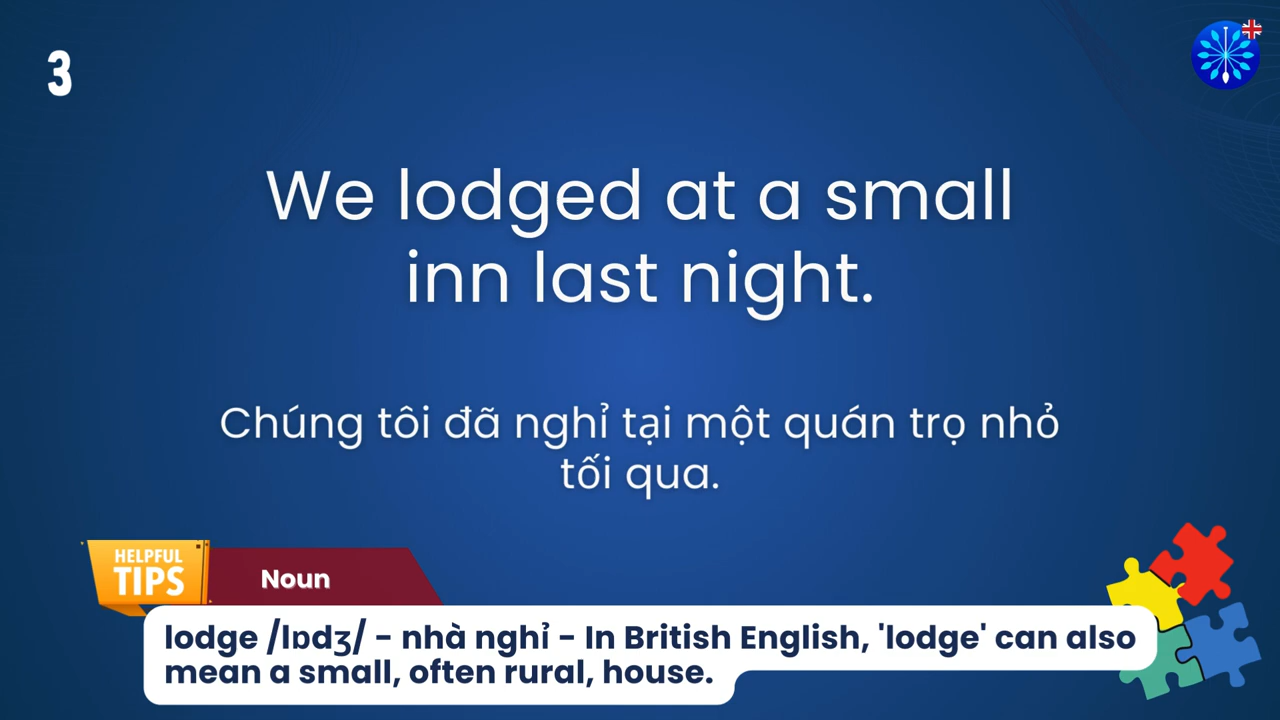 3
We lodged at a small
inn last night.
Chúng tôi đã nghỉ tại một quán trọ nhỏ
tối qua.
HELPFUL
TIPS
Noun
lodge /lɒdʒ/ - nhà nghỉ - In British English, 'lodge' can also
mean a small, often rural, house.